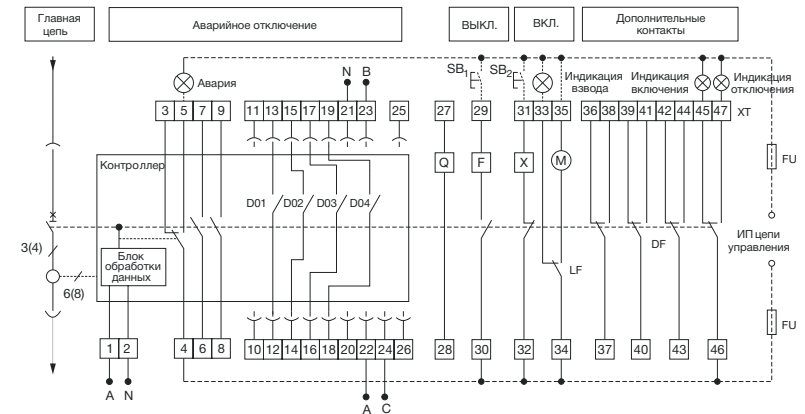 Главная
цепь
Аварийное отключение
ВЫКЛ.
ВКЛ.
Дополнительные
контакты
Авария
N B
SB1
SB2
Индикация
взвода
Индикация
включения
Индикация
отключения
3 5 7 9
11 13 15 17 19 21 23 25
27 29 31 33 35
36 38 39 41 42 44 45 47
XT
Контроллер
Q F X M
FU
D01 D02 D03 D04
3(4)
Блок
обработки
данных
6(8)
DF
LF
ИП цепи
управления
FU
1 2 4 6 8
10 12 14 16 18 20 22 24 26
28 30 32 34 37 40 43 46
A N
A C